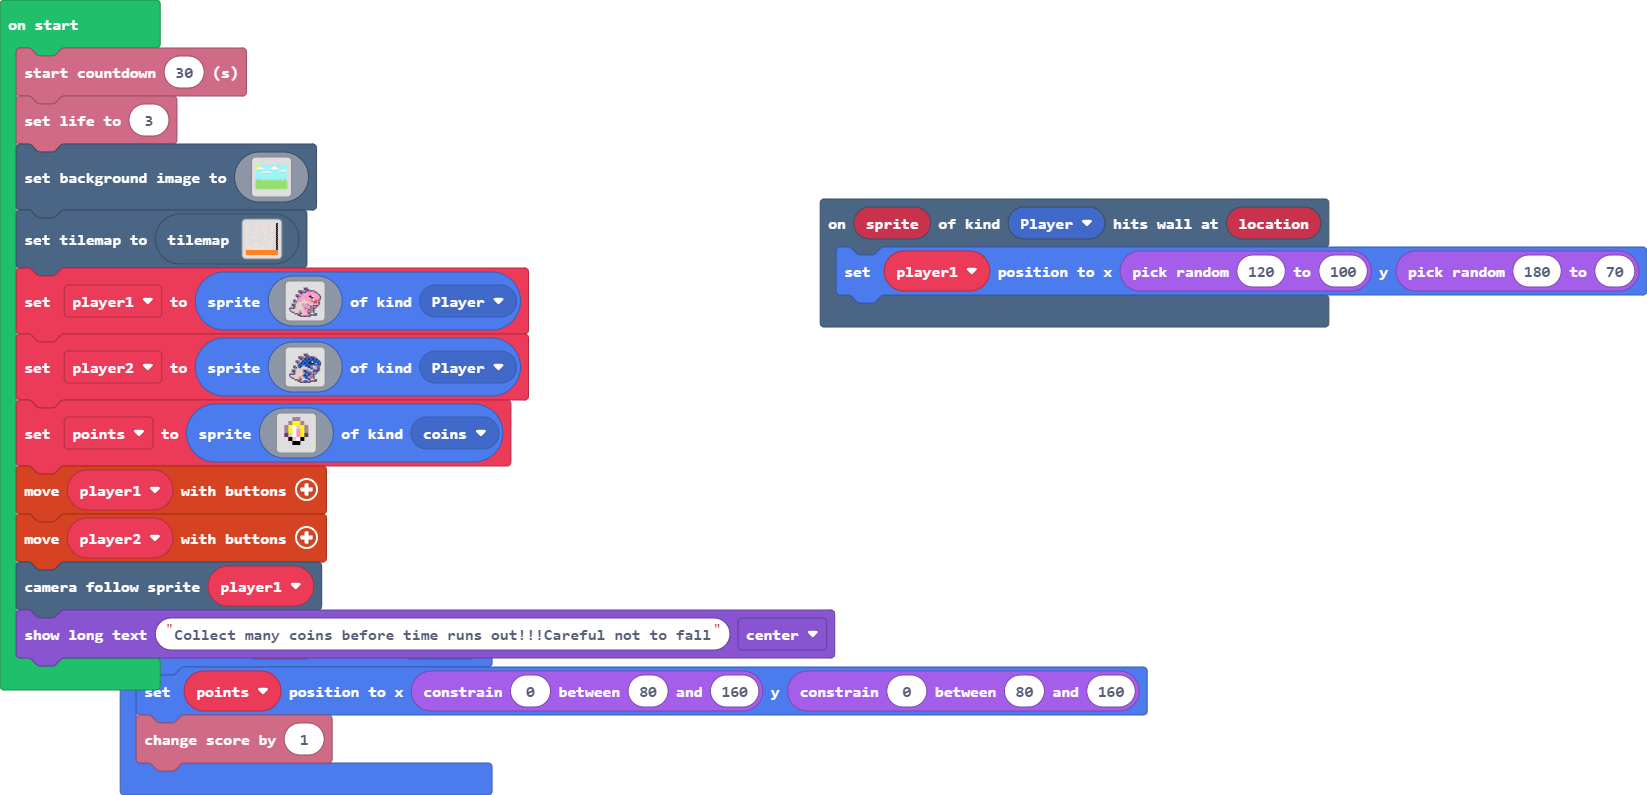 on start
start countdown 30 (s)
set life to 3
set background image to
set tilemap to tilemap
set player1 to sprite of kind Player
set player2 to sprite of kind Player
set points to sprite of kind coins
move player1 with buttons
move player2 with buttons
camera follow sprite player1
show long text "Collect many coins before time runs out!!!Careful not to fall" center
set points position to x constrain 0 between 80 and 160 y constrain 0 between 80 and 160
change score by 1
on sprite of kind Player hits wall at location
set player1 position to x pick random 120 to 100 y pick random 180 to 70